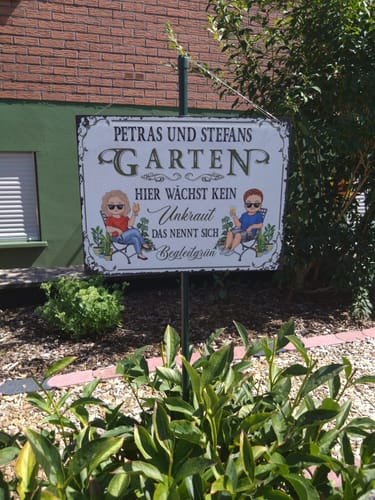 PETRAS UND STEFANS
GARTEN
HIER WÄCHST KEIN
Unkraut
DAS NENNT SICH
Begleitgrün